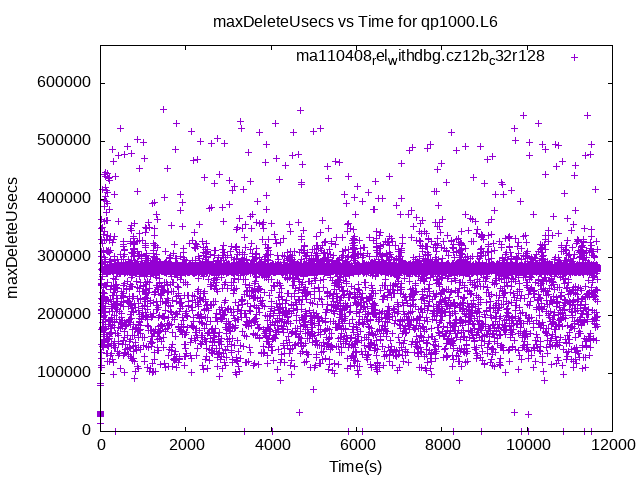 maxDeleteUsecs vs Time for qp1000.L6
ma110408relwithdbg.cz12bc32r128
600000
500000
400000
300000
200000
100000
0
maxDeleteUsecs
0 2000 4000 6000 8000 10000 12000
Time(s)